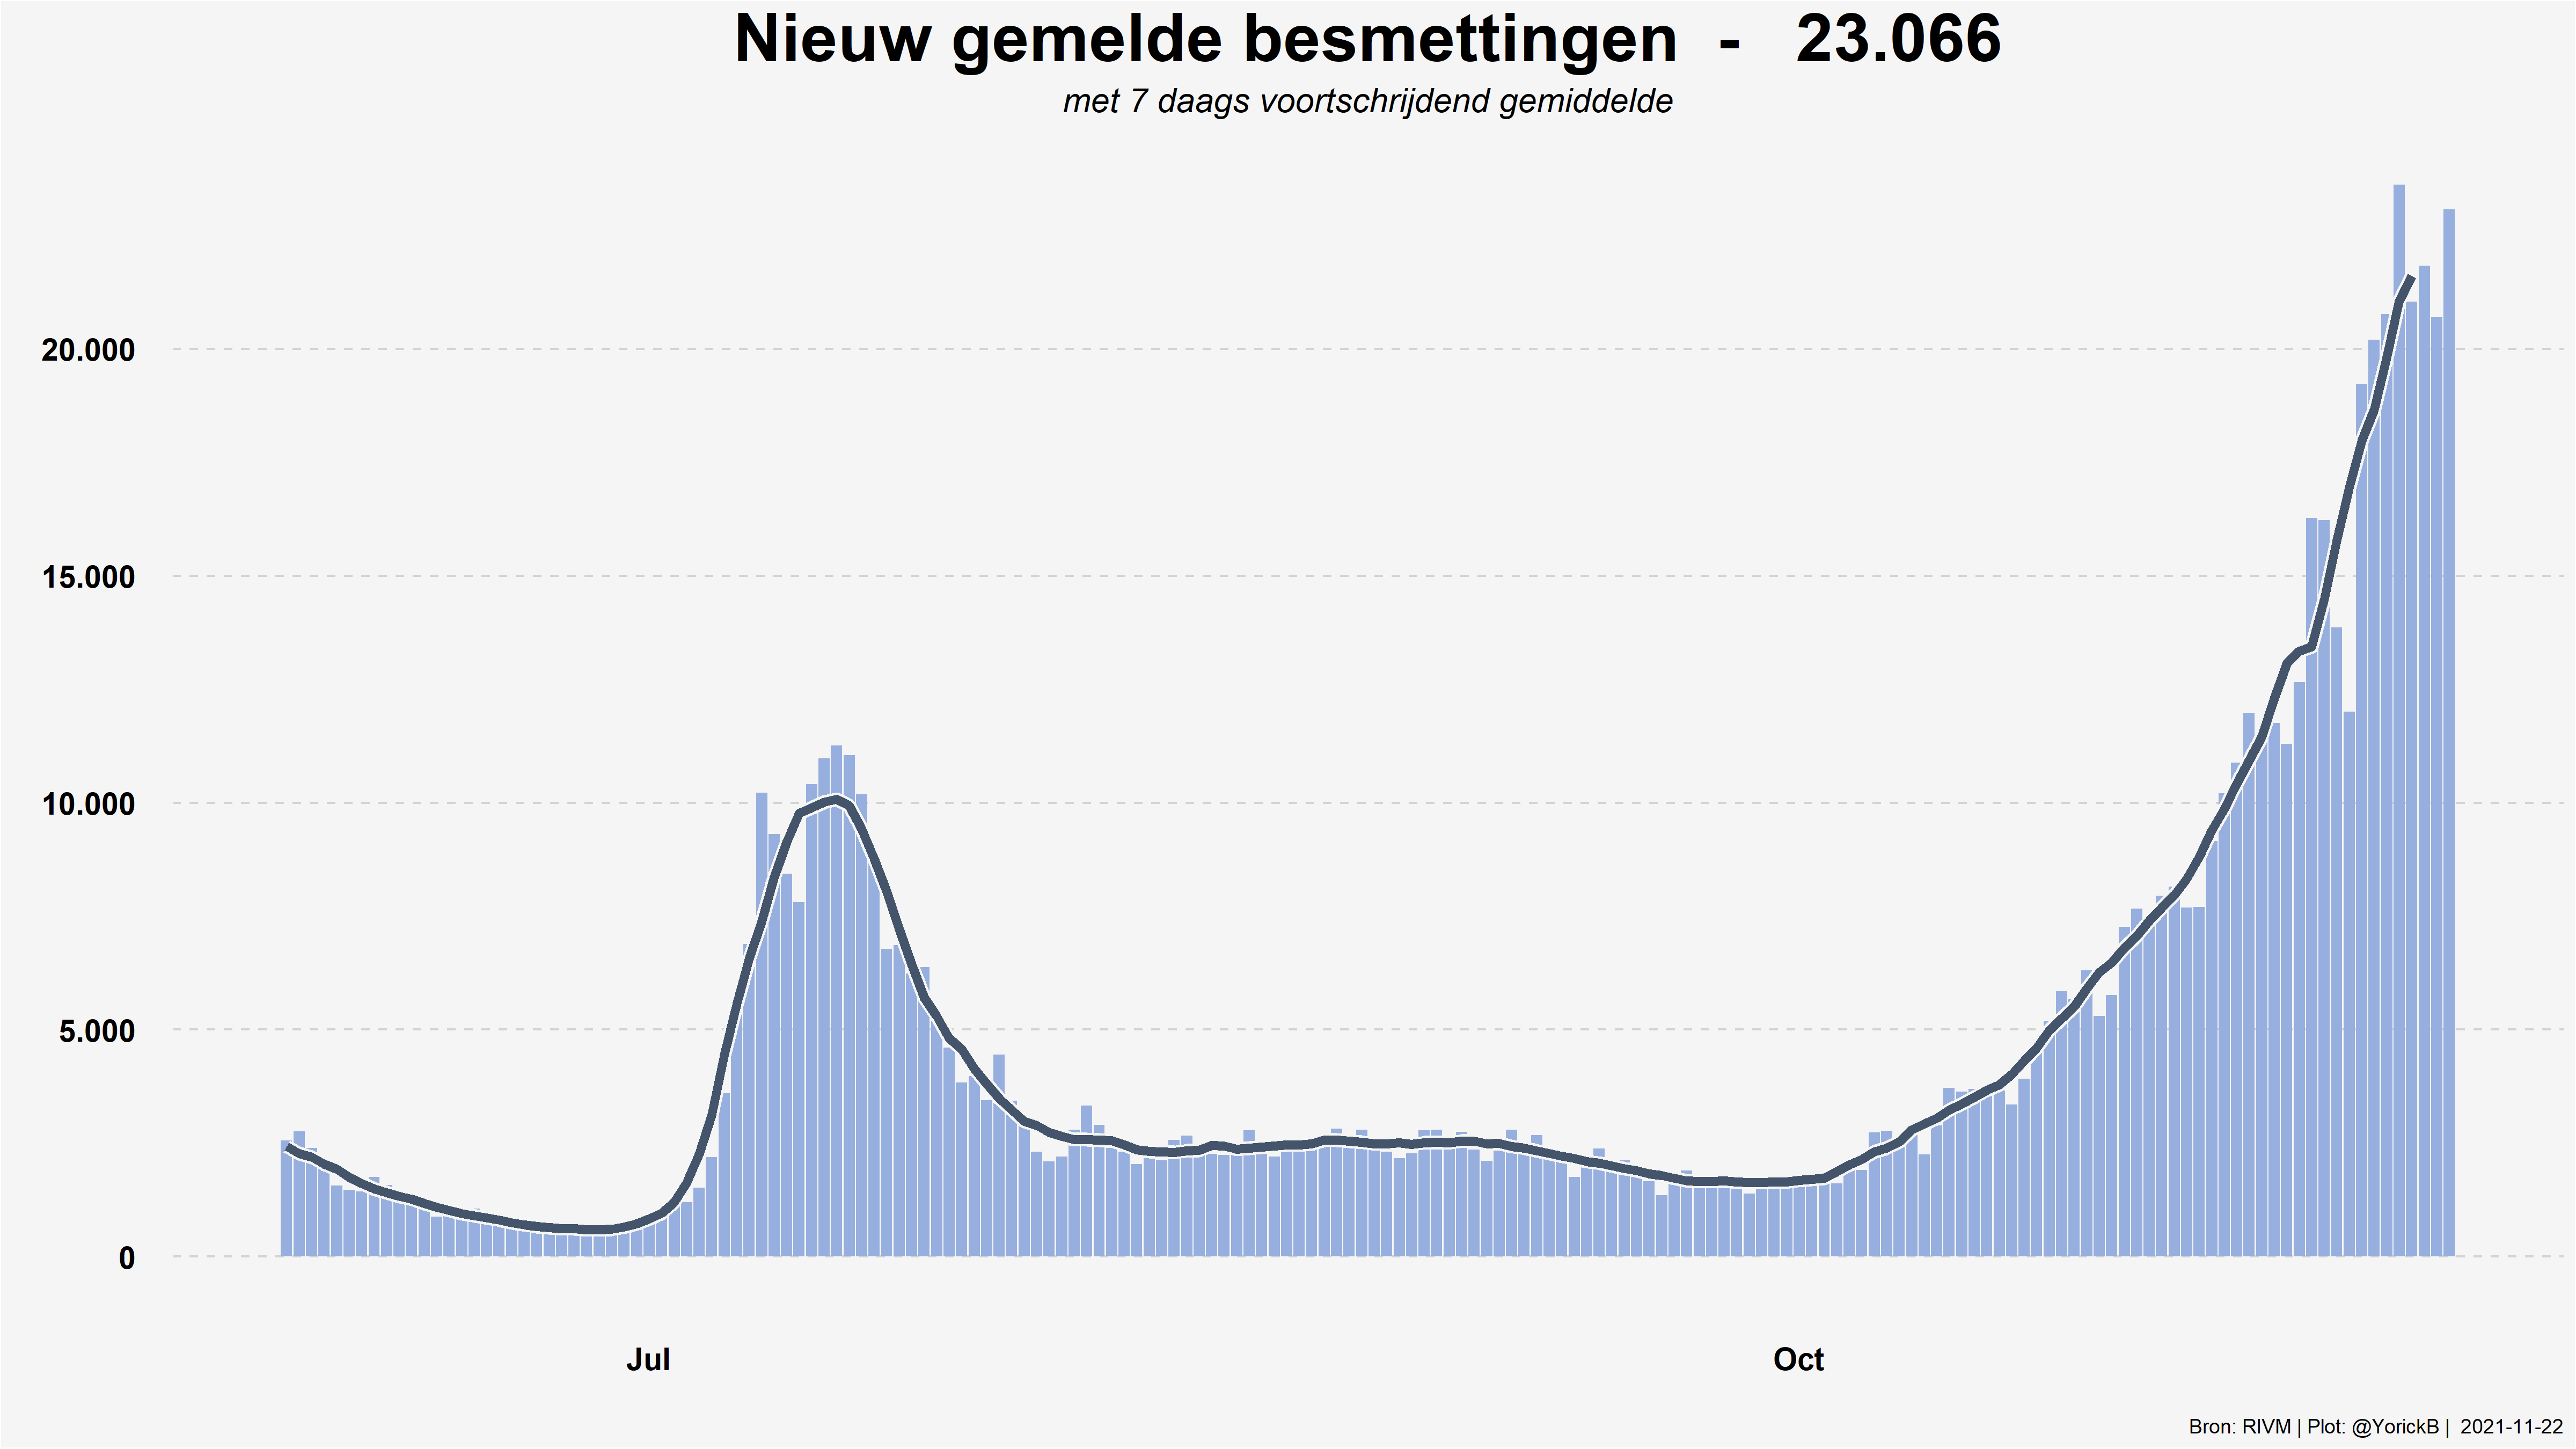 Nieuw gemelde besmettingen - 23.066
met 7 daags voortschrijdend gemiddelde
20.000
15.000
10.000
5.000
0
Jul Oct
Bron: RIVM | Plot: @YorickB | 2021-11-22